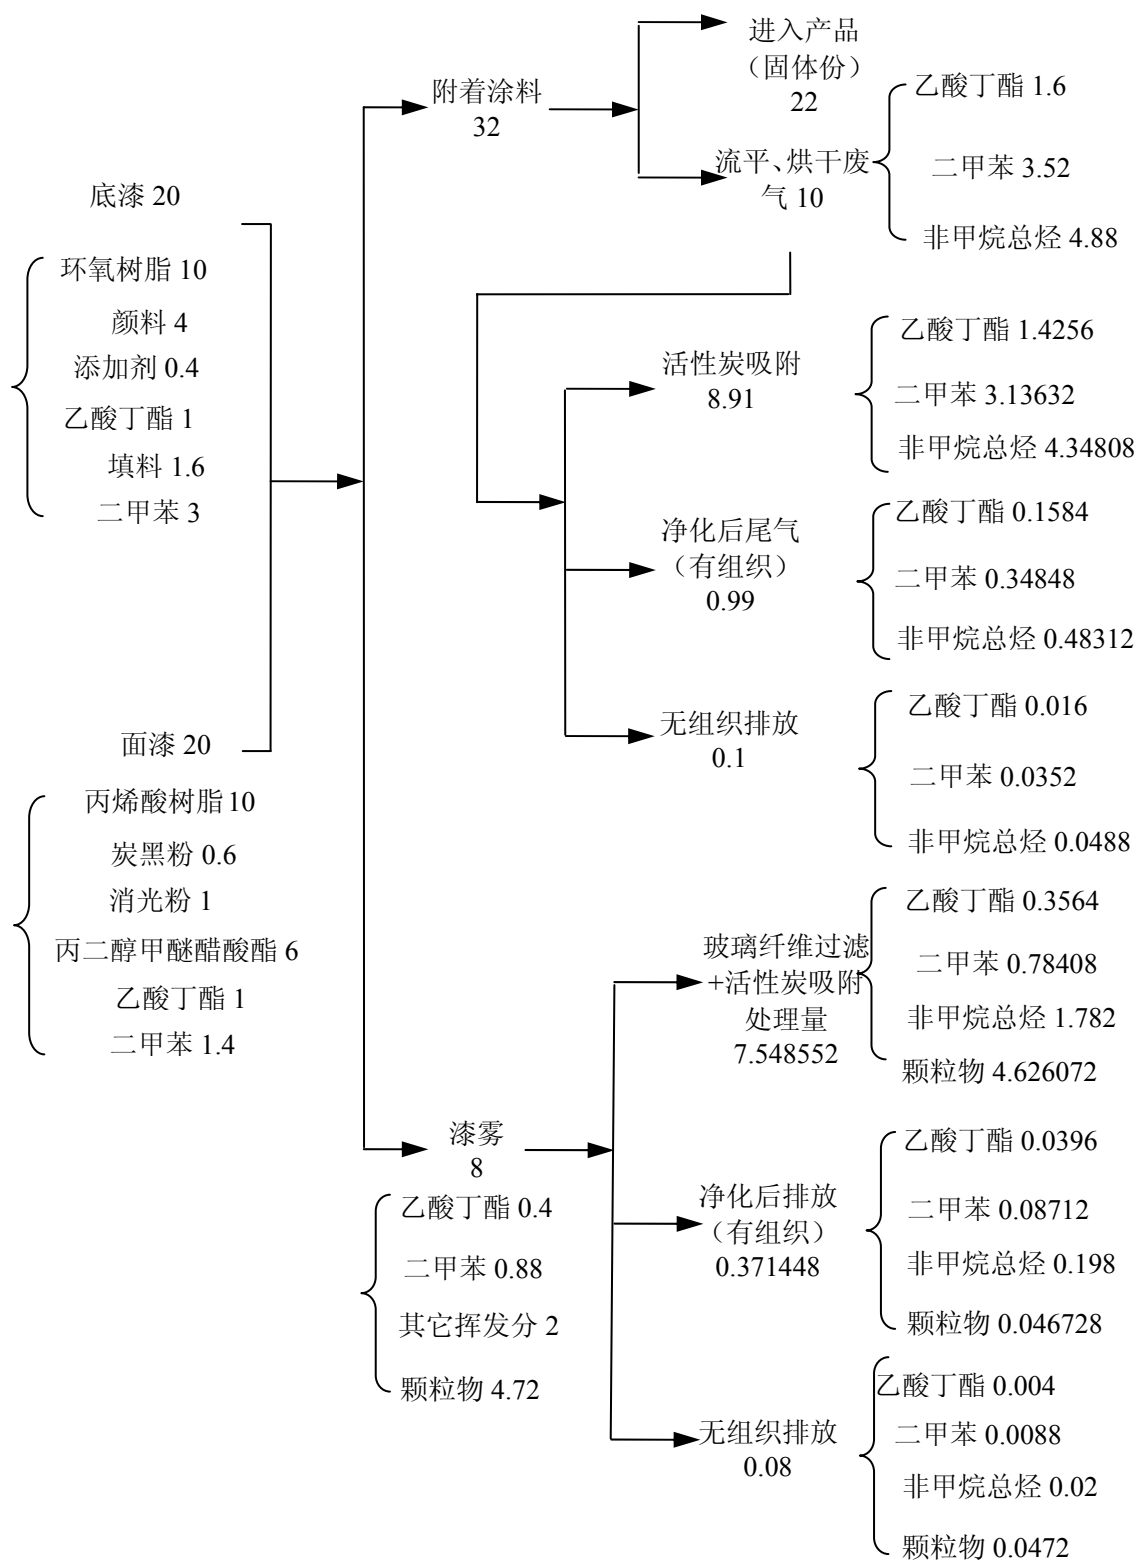 底漆 20
环氧树脂 10
颜料 4
添加剂 0.4
乙酸丁酯 1
填料 1.6
二甲苯 3
面漆 20
丙烯酸树脂 10
炭黑粉 0.6
消光粉 1
丙二醇甲醚醋酸酯 6
乙酸丁酯 1
二甲苯 1.4
附着涂料
32
进入产品
（固体份）
22
流平、烘干废
气 10
乙酸丁酯 1.6
二甲苯 3.52
非甲烷总烃 4.88
活性炭吸附
8.91
乙酸丁酯 1.4256
二甲苯 3.13632
非甲烷总烃 4.34808
净化后尾气
（有组织）
0.99
乙酸丁酯 0.1584
二甲苯 0.34848
非甲烷总烃 0.48312
无组织排放
0.1
乙酸丁酯 0.016
二甲苯 0.0352
非甲烷总烃 0.0488
漆雾
8
乙酸丁酯 0.4
二甲苯 0.88
其它挥发分 2
颗粒物 4.72
玻璃纤维过滤
+活性炭吸附
处理量
7.548552
乙酸丁酯 0.3564
二甲苯 0.78408
非甲烷总烃 1.782
颗粒物 4.626072
净化后排放
（有组织）
0.371448
乙酸丁酯 0.0396
二甲苯 0.08712
非甲烷总烃 0.198
颗粒物 0.046728
无组织排放
0.08
乙酸丁酯 0.004
二甲苯 0.0088
非甲烷总烃 0.02
颗粒物 0.0472